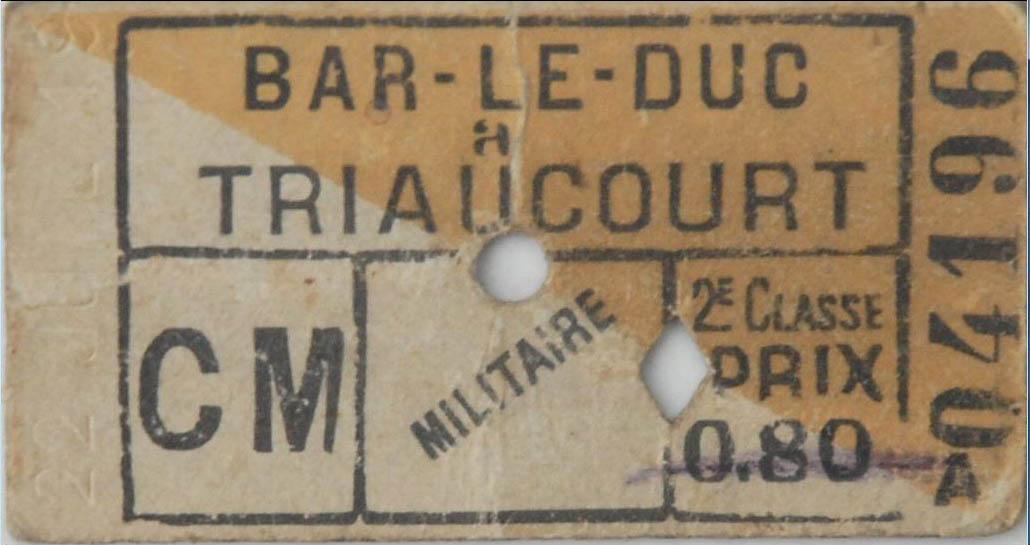 BAR-LE-DUC
à
TRIAUCOURT
CM
MILITAIRE
2E CLASSE
PRIX
0.80
A
04196